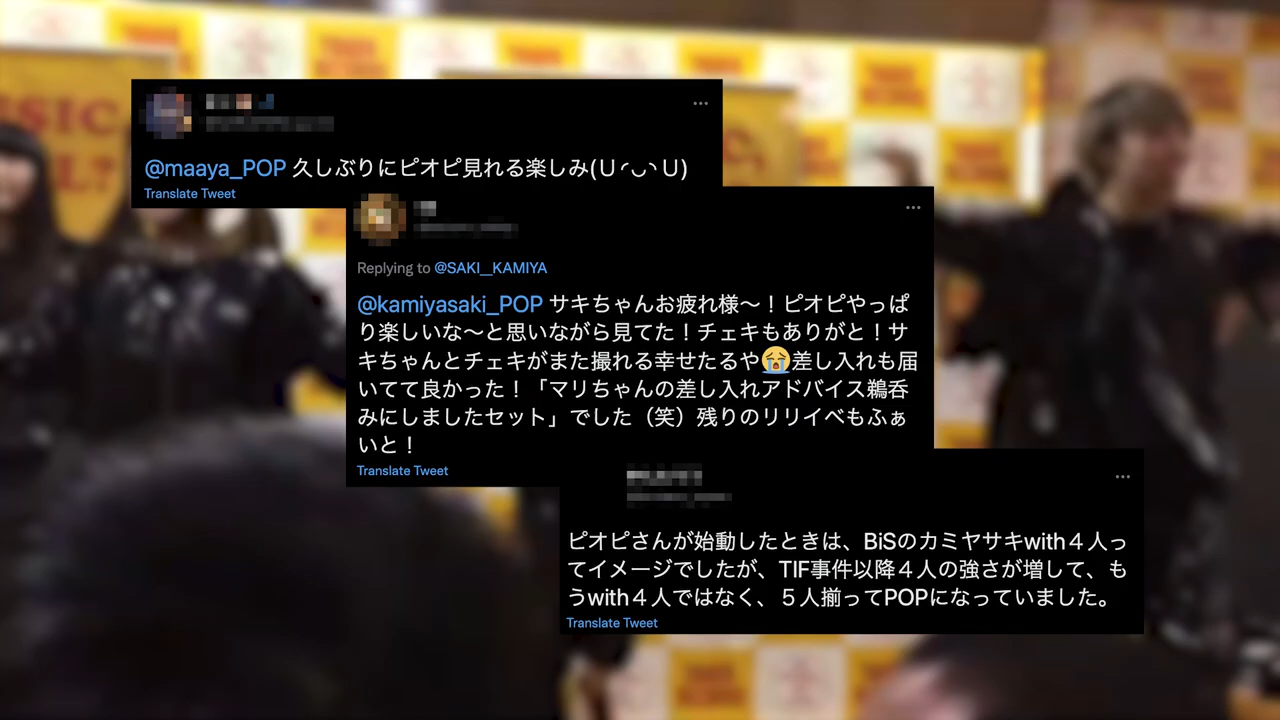 @maaya_POP 久しぶりにピオピ見れる楽しみ(∪◜◡◝∪)
Translate Tweet
Replying to @SAKI__KAMIYA
@kamiyasaki_POP サキちゃんお疲れ様〜！ピオピやっぱ
り楽しいな〜と思いながら見てた！チェキもありがと！サ
キちゃんとチェキがまた撮れる幸せたるや😭差し入れも届
いてて良かった！「マリちゃんの差し入れアドバイス鵜呑
みにしましたセット」でした（笑）残りのリリイベもふぁ
いと！
Translate Tweet
ピオピさんが始動したときは、BiSのカミヤサキwith４人っ
てイメージでしたが、TIF事件以降４人の強さが増して、も
うwith４人ではなく、５人揃ってPOPになっていました。
Translate Tweet